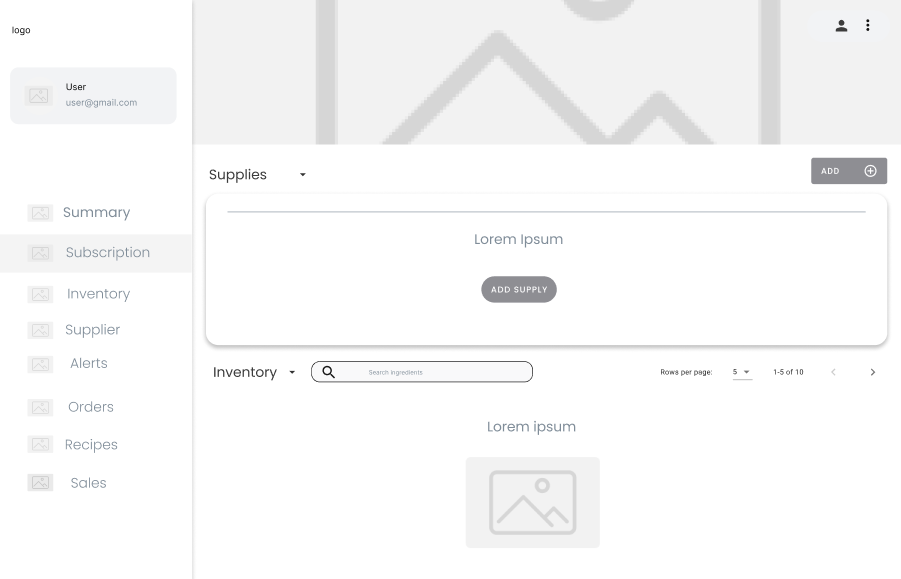 logo
User
user@gmail.com
Summary
Subscription
Inventory
Supplier
Alerts
Orders
Recipes
Sales
Supplies
ADD
Lorem Ipsum
ADD SUPPLY
Inventory
Search ingredients
Rows per page:
5
1-5 of 10
Lorem ipsum